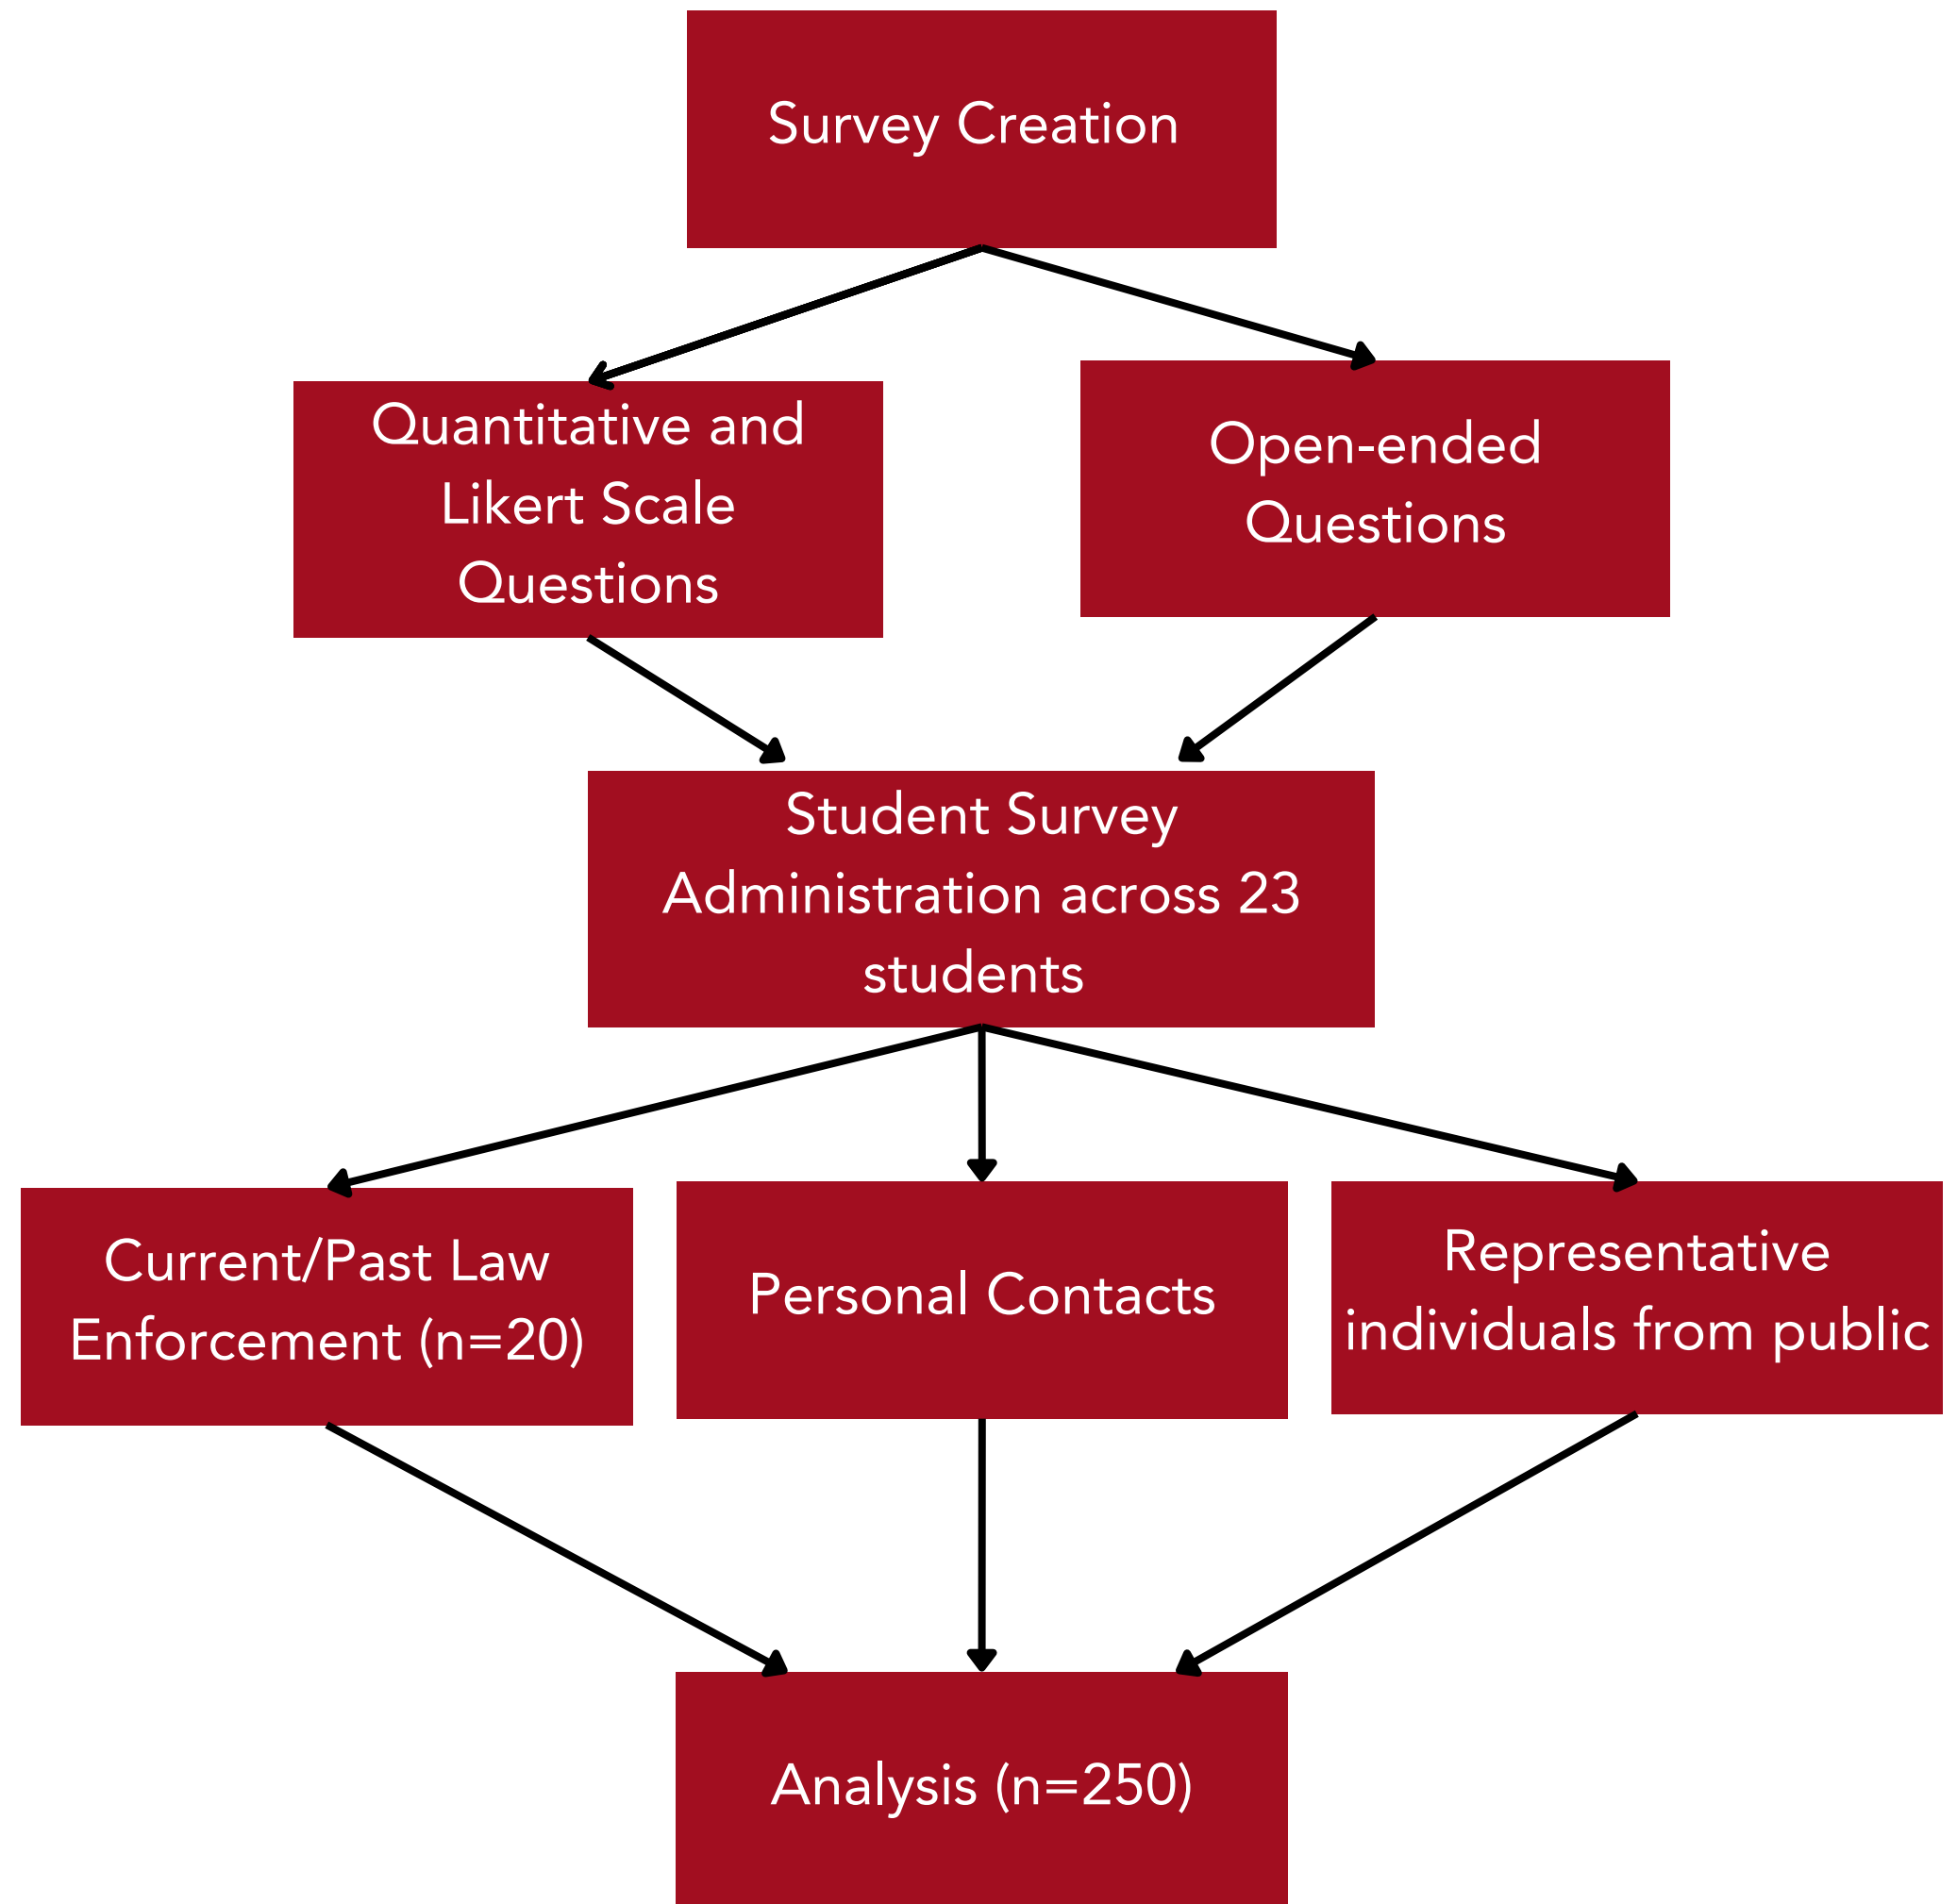 Survey Creation
Quantitative and
Likert Scale
Questions
Open-ended
Questions
Student Survey
Administration across 23
students
Current/Past Law
Enforcement (n=20)
Personal Contacts
Representative
individuals from public
Analysis (n=250)